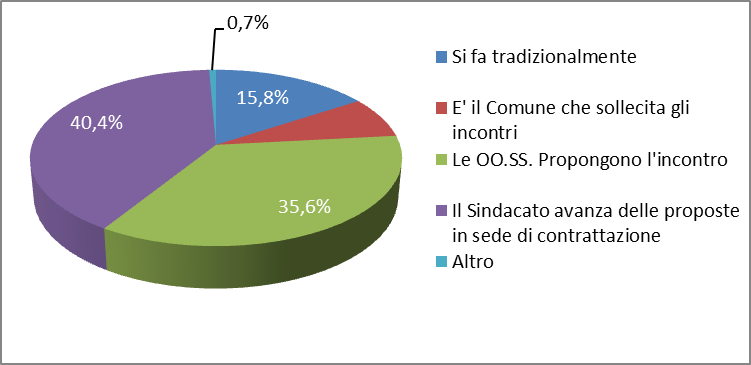 0,7%
15,8%
40,4%
35,6%
Si fa tradizionalmente
E' il Comune che sollecita gli
incontri
Le OO.SS. Propongono l'incontro
Il Sindacato avanza delle proposte
in sede di contrattazione
Altro